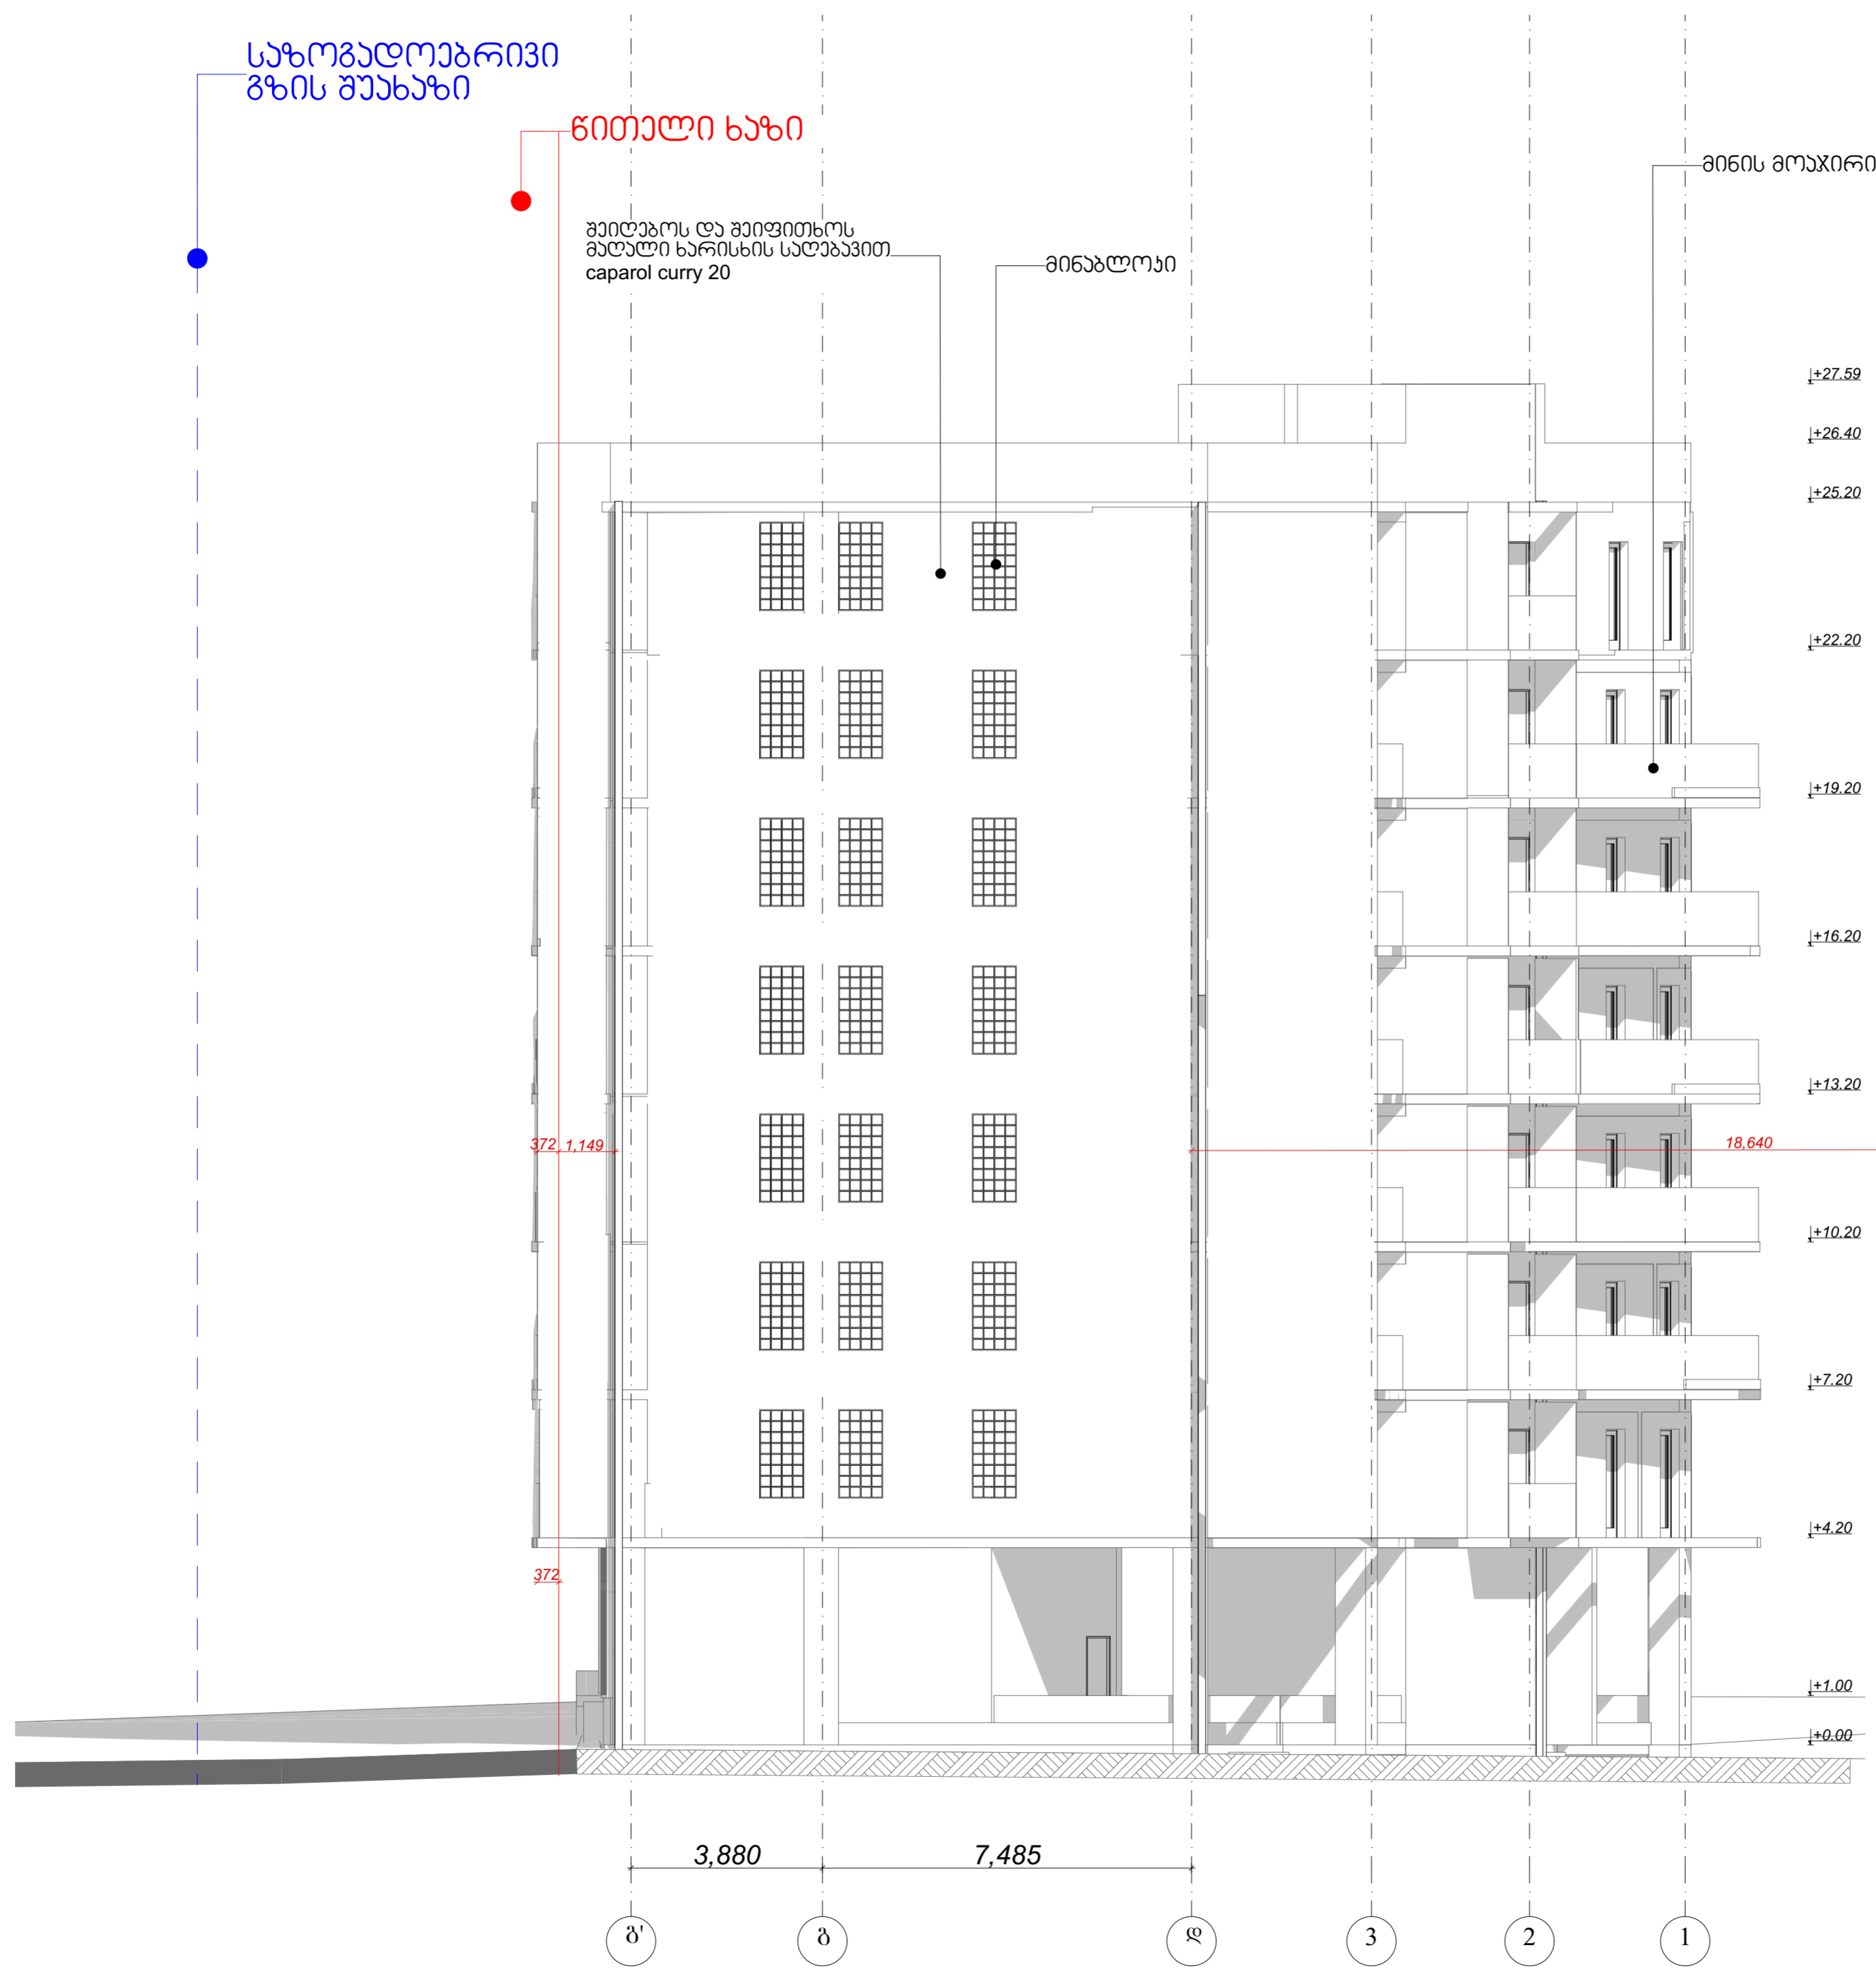 საზოგადოებრივი
გზის შუახაზი
წითელი ხაზი
მინის მოაჯირი
შეიღებოს და შეიფითხოს
მაღალი ხარისხის საღებავით
caparol curry 20
მინაბლოკი
+27.59
+26.40
+25.20
+22.20
+19.20
+16.20
+13.20
372 1,149
18,640
+10.20
+7.20
+4.20
372
+1.00
+0.00
3,880
7,485
გ'
გ
დ
3
2
1